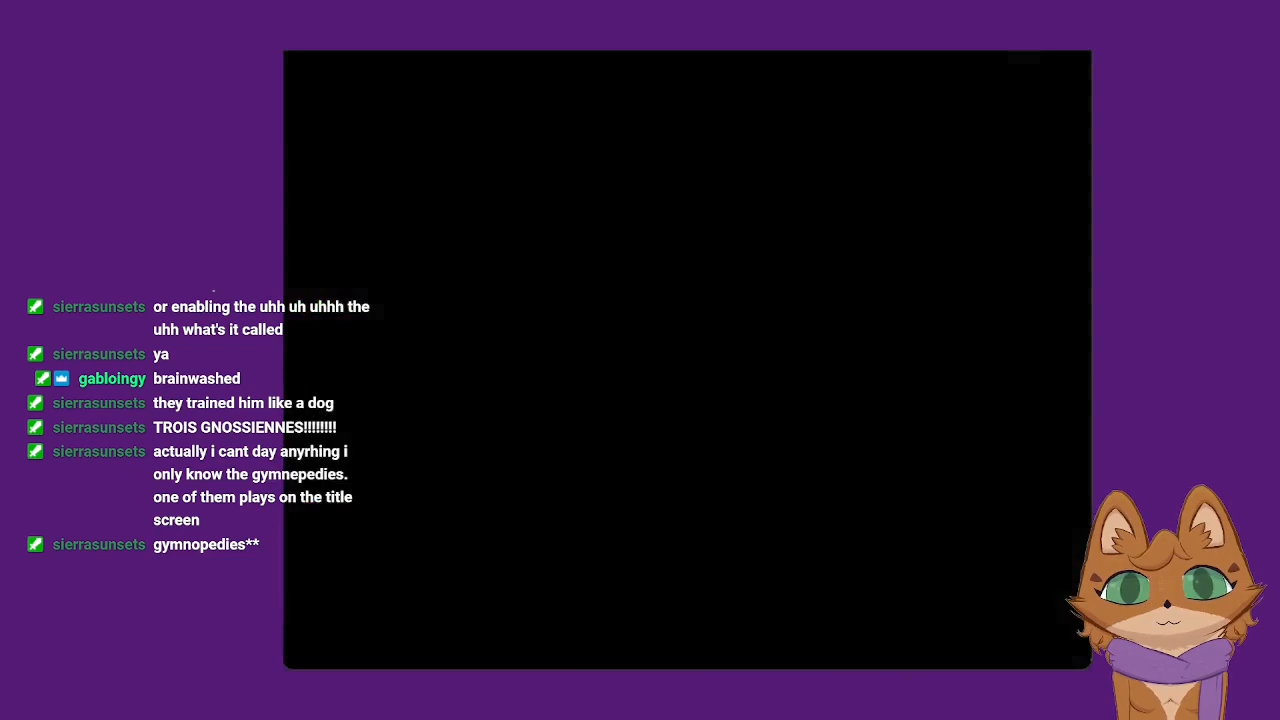 sierrasunsets or enabling the uhh uh uhhh the
uhh what's it called
sierrasunsets ya
gabloingy brainwashed
sierrasunsets they trained him like a dog
sierrasunsets TROIS GNOSSIENNES!!!!!!!!
sierrasunsets actually i cant day anyrhing i
only know the gymnepedies.
one of them plays on the title
screen
sierrasunsets gymnopedies**